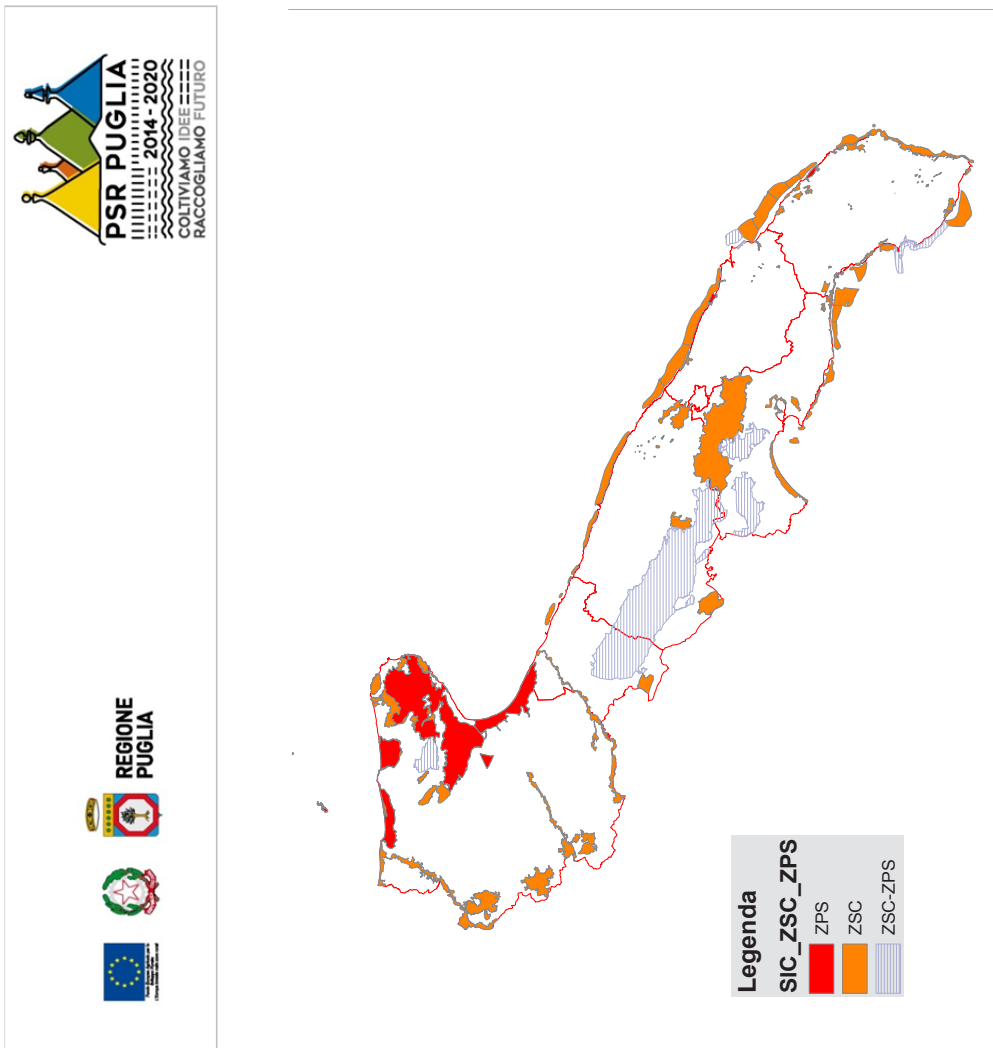 REGIONE
PUGLIA
PSR PUGLIA
2014 - 2020
COLTIVIAMO IDEE
RACCOGLIAMO FUTURO
Legenda
SIC_ZSC_ZPS
ZPS
ZSC
ZSC-ZPS